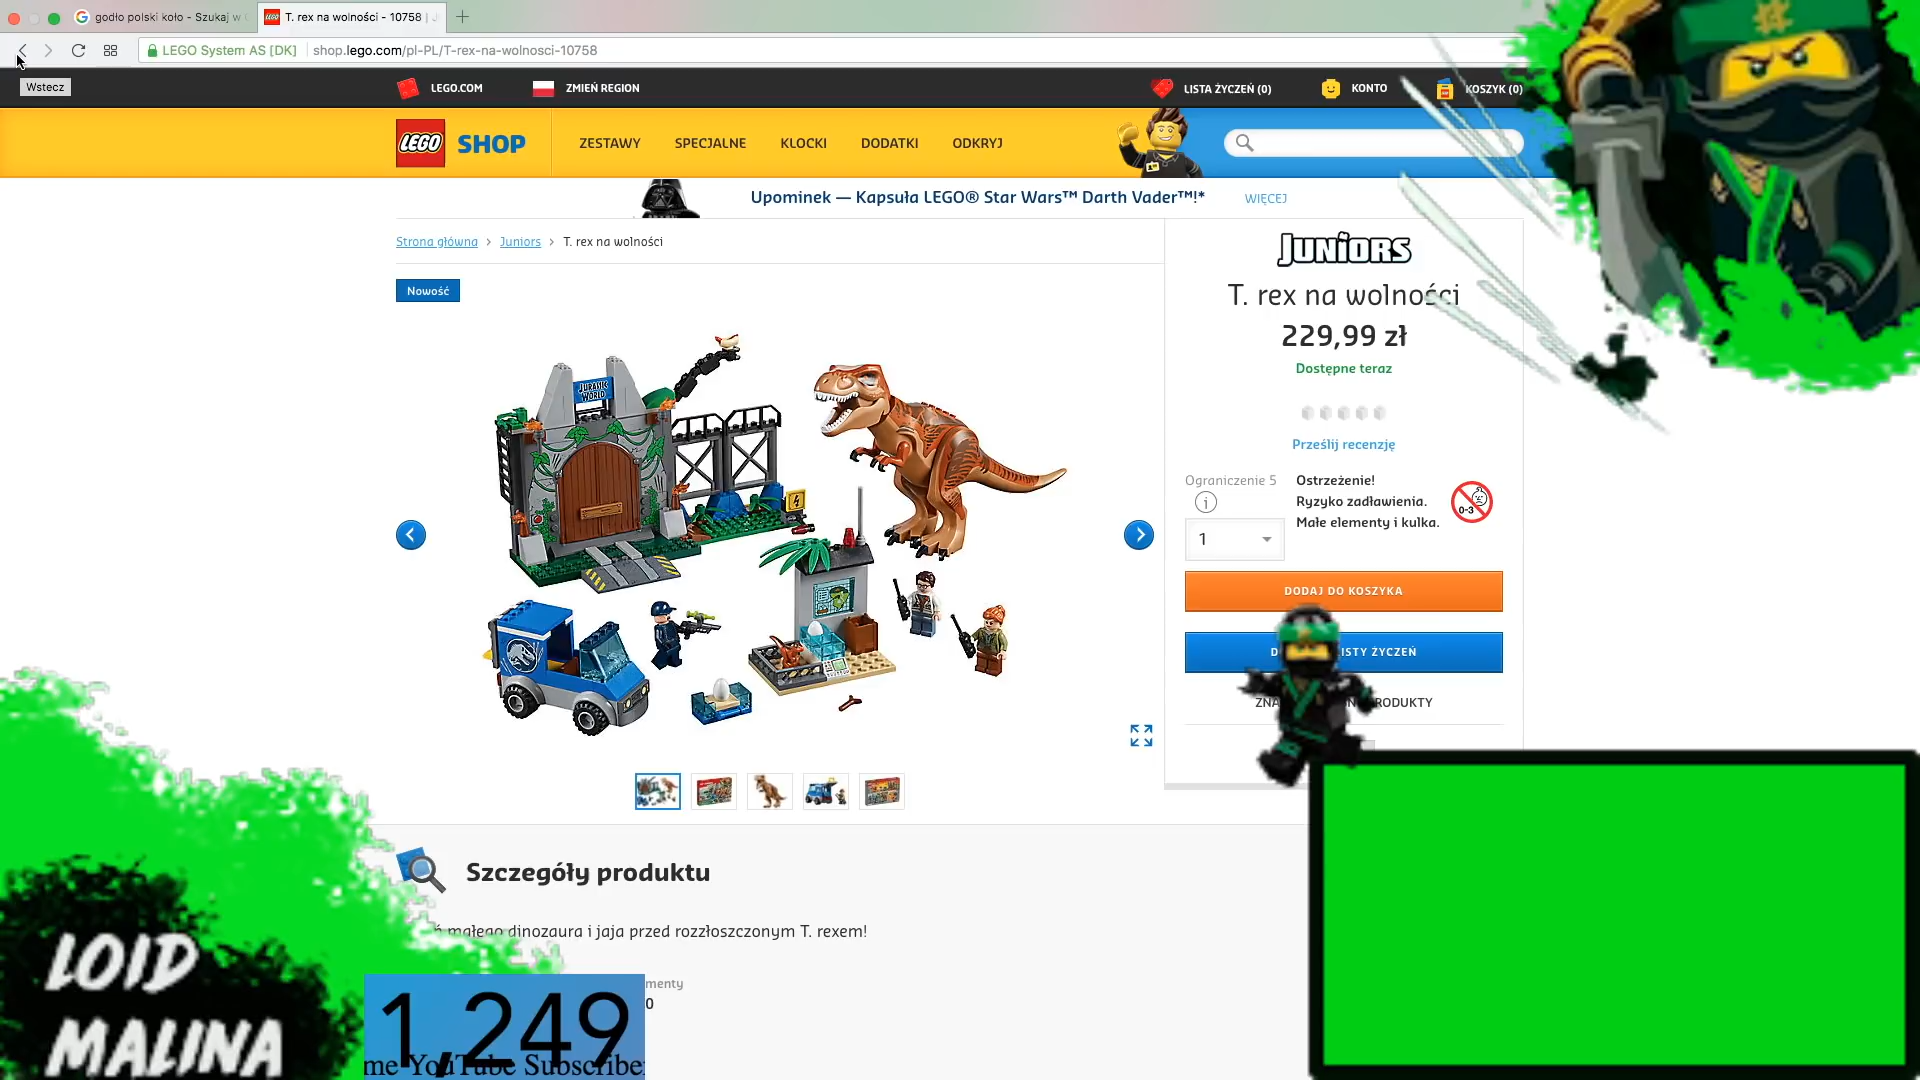 godło polski koło - Szukaj w
T. rex na wolności - 10758 |
LEGO System AS [DK]
shop.lego.com/pl-PL/T-rex-na-wolnosci-10758
Wstecz
LEGO.COM
ZMIEŃ REGION
LISTA ŻYCZEŃ (0)
KONTO
KOSZYK (0)
LEGO SHOP
ZESTAWY
SPECJALNE
KLOCKI
DODATKI
ODKRYJ
Upominek — Kapsuła LEGO® Star Wars™ Darth Vader™!*
WIĘCEJ
Strona główna > Juniors > T. rex na wolności
Nowość
JURASSIC WORLD
JUNIORS
T. rex na wolności
229,99 zł
Dostępne teraz
Prześlij recenzję
Ograniczenie 5
Ostrzeżenie!
Ryzyko zadławienia.
Małe elementy i kulka.
0-3
1
DODAJ DO KOSZYKA
D ISTY ŻYCZEŃ
ZNA RODUKTY
Szczegóły produktu
małego dinozaura i jaja przed rozzłoszczonym T. rexem!
menty
0
LOID
MALINA
1,249
me YouTube Subscribe